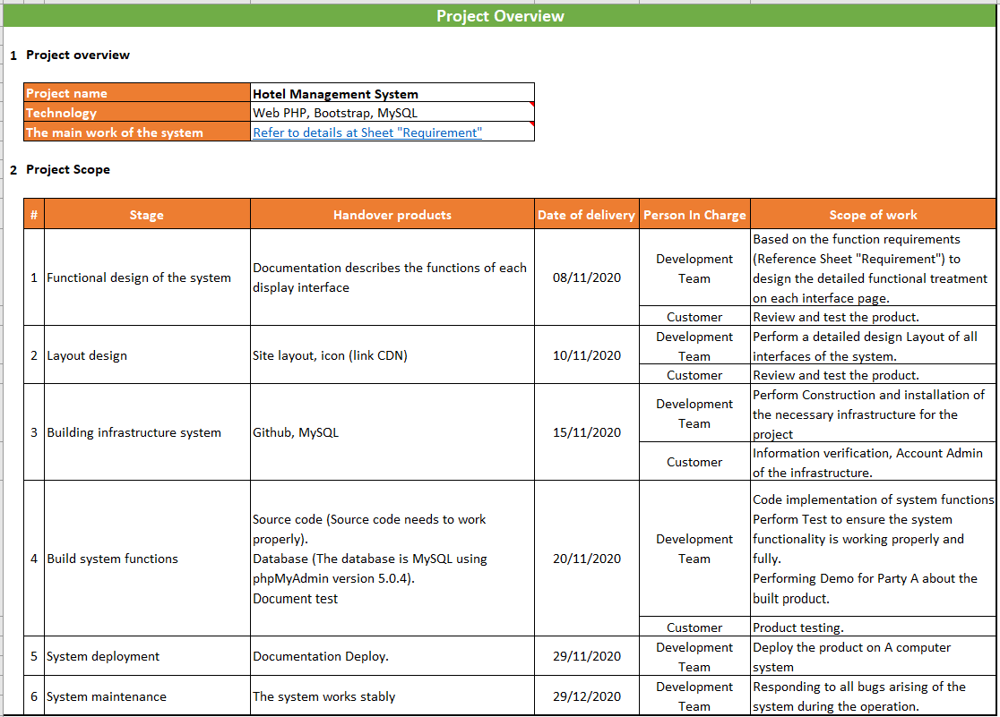 Project Overview
1 Project overview
Project name Hotel Management System
Technology Web PHP, Bootstrap, MySQL
The main work of the system Refer to details at Sheet "Requirement"
2 Project Scope
# Stage Handover products Date of delivery Person In Charge Scope of work
1 Functional design of the system
Documentation describes the functions of each
display interface
08/11/2020
Development
Team
Based on the function requirements
(Reference Sheet "Requirement") to
design the detailed functional treatment
on each interface page.
Customer Review and test the product.
2 Layout design
Site layout, icon (link CDN)
10/11/2020
Development
Team
Perform a detailed design Layout of all
interfaces of the system.
Customer Review and test the product.
3 Building infrastructure system
Github, MySQL
15/11/2020
Development
Team
Perform Construction and installation of
the necessary infrastructure for the
project
Customer
Information verification, Account Admin
of the infrastructure.
4 Build system functions
Source code (Source code needs to work
properly).
Database (The database is MySQL using
phpMyAdmin version 5.0.4).
Document test
20/11/2020
Development
Team
Code implementation of system functions
Perform Test to ensure the system
functionality is working properly and
fully.
Performing Demo for Party A about the
built product.
Customer Product testing.
5 System deployment
Documentation Deploy.
29/11/2020
Development
Team
Deploy the product on A computer
system
6 System maintenance
The system works stably
29/12/2020
Development
Team
Responding to all bugs arising of the
system during the operation.